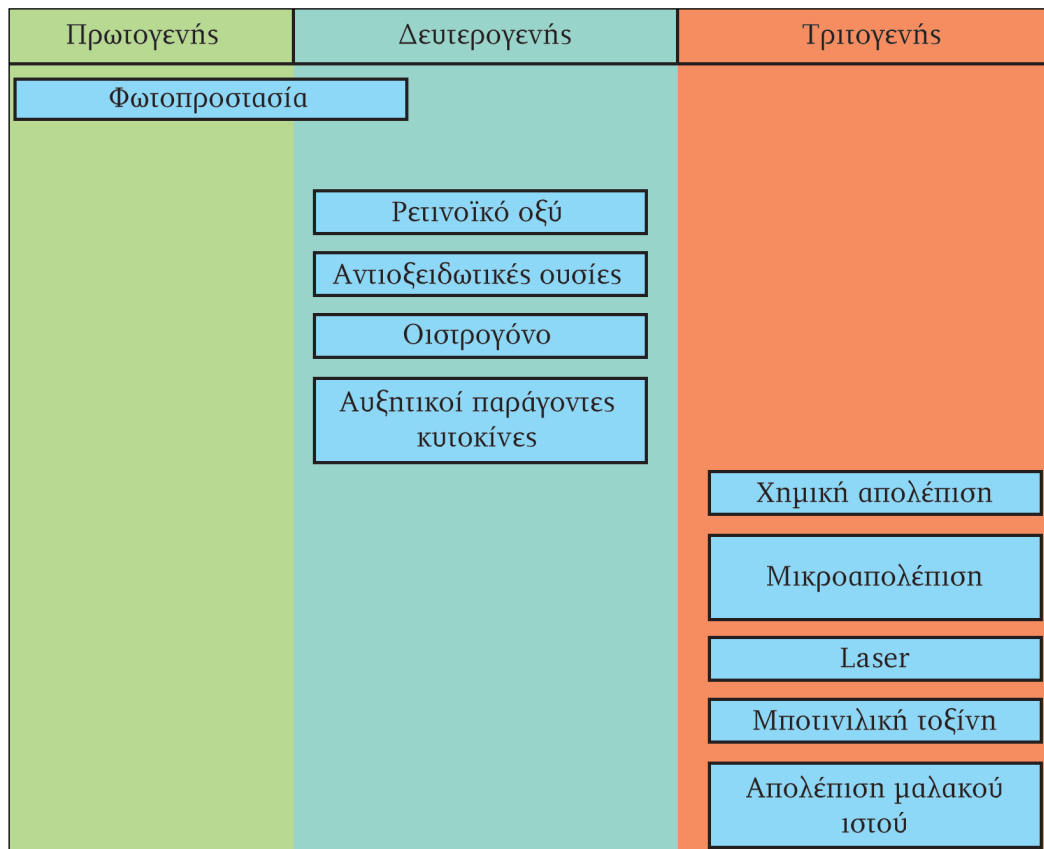 Πρωτογενής
Δευτερογενής
Τριτογενής
Φωτοπροστασία
Ρετινοϊκό οξύ
Αντιοξειδωτικές ουσίες
Οιστρογόνο
Αυξητικοί παράγοντες
κυτοκίνες
Χημική απολέπιση
Μικροαπολέπιση
Laser
Μποτινιλική τοξίνη
Απολέπιση μαλακού
ιστού